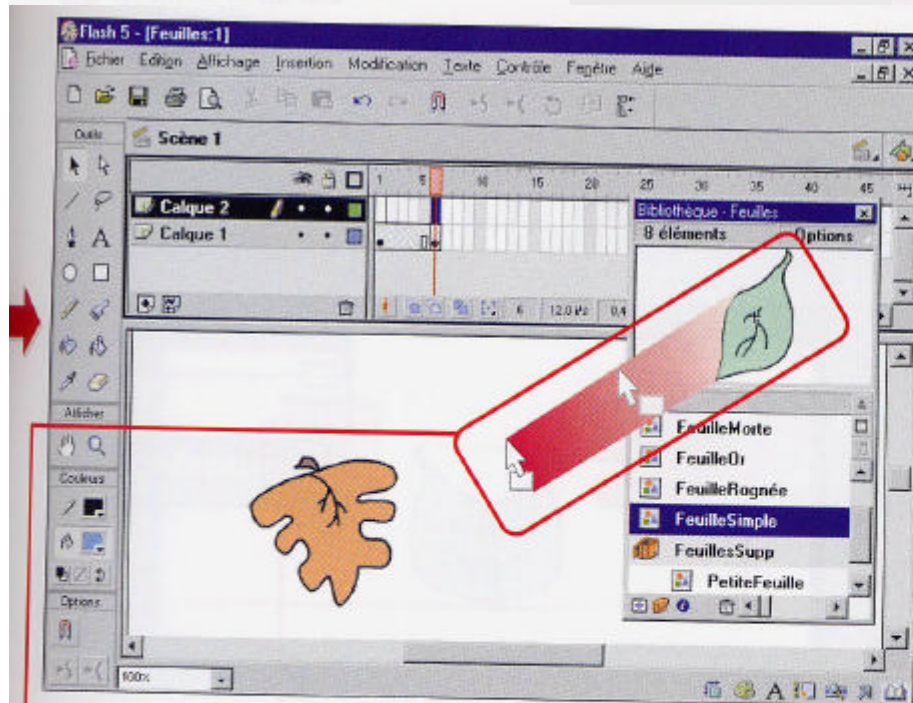 Flash 5 - [Feuilles:1]
Fichier Edition Affichage Insertion Modification Texte Contrôle Fenêtre Aide
Outils
Scène 1
1 5 10 15 20 25 30 35 40 45
Calque 2
Calque 1
6 12.0 i/s 0,4
Bibliothèque - Feuilles
8 éléments Options
A
Afficher
Couleurs
Options
FeuilleMorte
FeuilleOr
FeuilleRognée
FeuilleSimple
FeuillesSupp
PetiteFeuille
100%
A